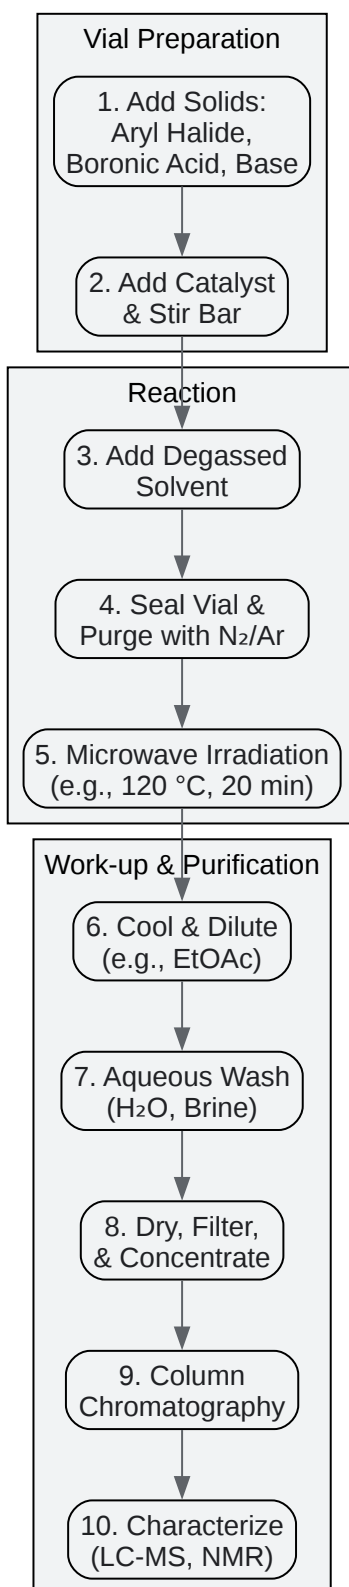 Vial Preparation
1. Add Solids:
Aryl Halide,
Boronic Acid, Base
2. Add Catalyst
& Stir Bar
Reaction
3. Add Degassed
Solvent
4. Seal Vial &
Purge with N₂/Ar
5. Microwave Irradiation
(e.g., 120 °C, 20 min)
Work-up & Purification
6. Cool & Dilute
(e.g., EtOAc)
7. Aqueous Wash
(H₂O, Brine)
8. Dry, Filter,
& Concentrate
9. Column
Chromatography
10. Characterize
(LC-MS, NMR)